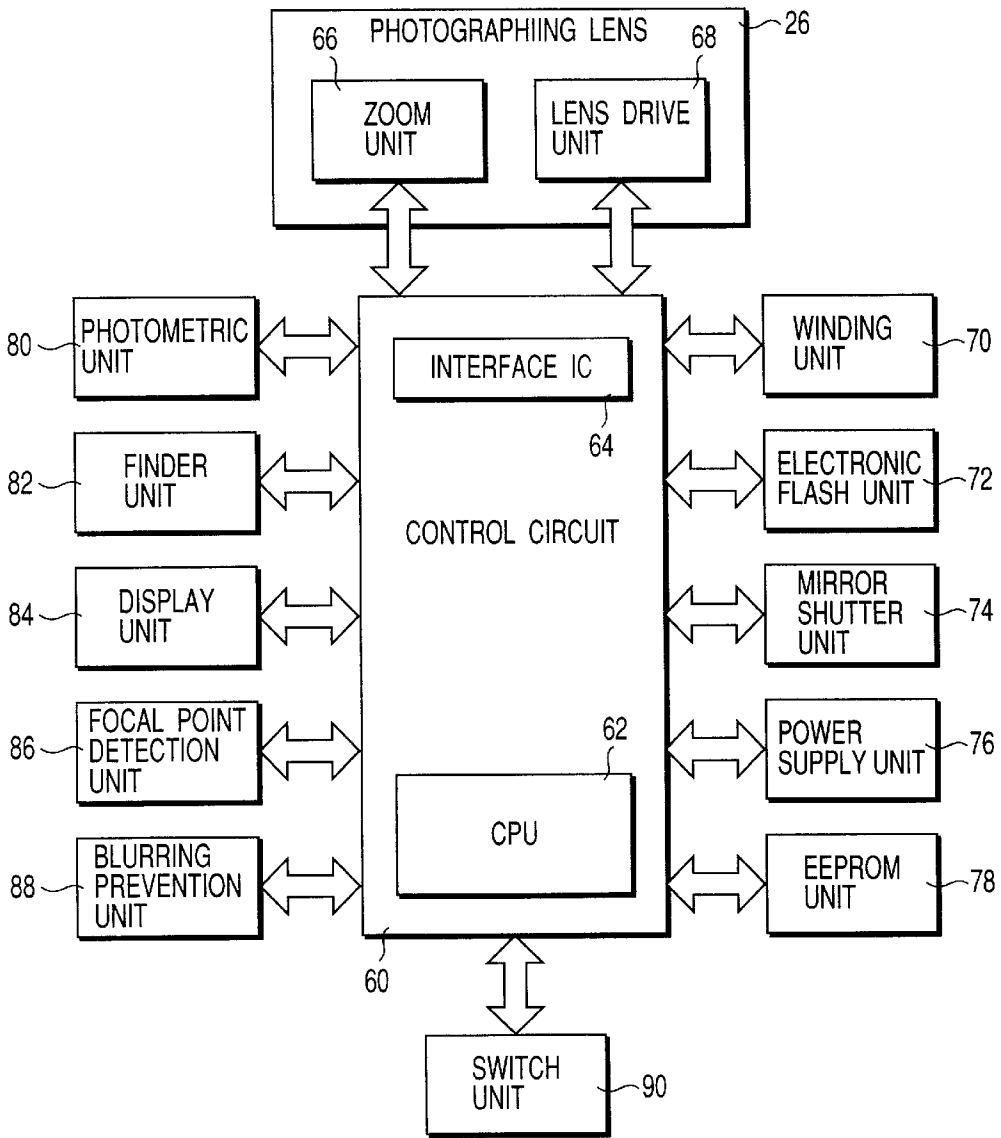 PHOTOGRAPHIING LENS
26
66
68
ZOOM
UNIT
LENS DRIVE
UNIT
80
PHOTOMETRIC
UNIT
INTERFACE IC
64
WINDING
UNIT
70
82
FINDER
UNIT
ELECTRONIC
FLASH UNIT
72
CONTROL CIRCUIT
84
DISPLAY
UNIT
MIRROR
SHUTTER
UNIT
74
86
FOCAL POINT
DETECTION
UNIT
62
POWER
SUPPLY UNIT
76
CPU
88
BLURRING
PREVENTION
UNIT
EEPROM
UNIT
78
60
SWITCH
UNIT
90